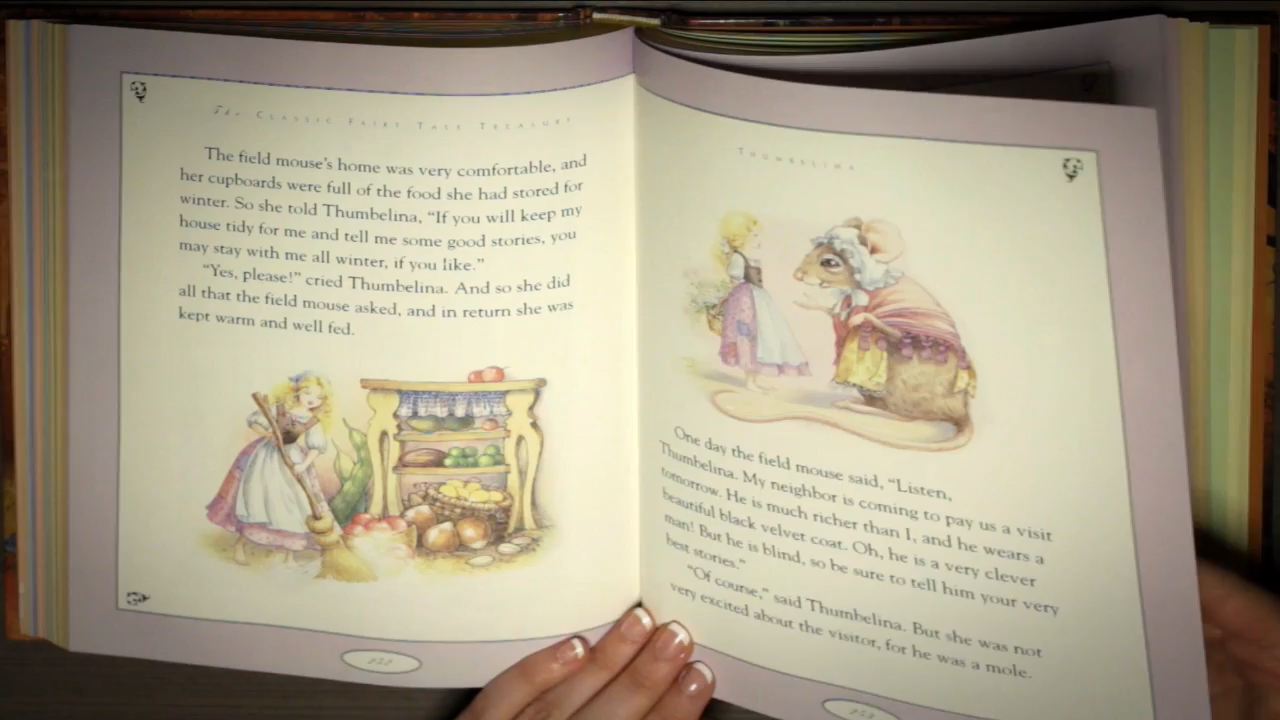 The Classic Fairy Tale Treasury
The field mouse's home was very comfortable, and
her cupboards were full of the food she had stored for
winter. So she told Thumbelina, "If you will keep my
house tidy for me and tell me some good stories, you
may stay with me all winter, if you like."
"Yes, please!" cried Thumbelina. And so she did
all that the field mouse asked, and in return she was
kept warm and well fed.
252
Thumbelina
One day the field mouse said, "Listen,
Thumbelina. My neighbor is coming to pay us a visit
tomorrow. He is much richer than I, and he wears a
beautiful black velvet coat. Oh, he is a very clever
man! But he is blind, so be sure to tell him your very
best stories."
"Of course," said Thumbelina. But she was not
very excited about the visitor, for he was a mole.
253